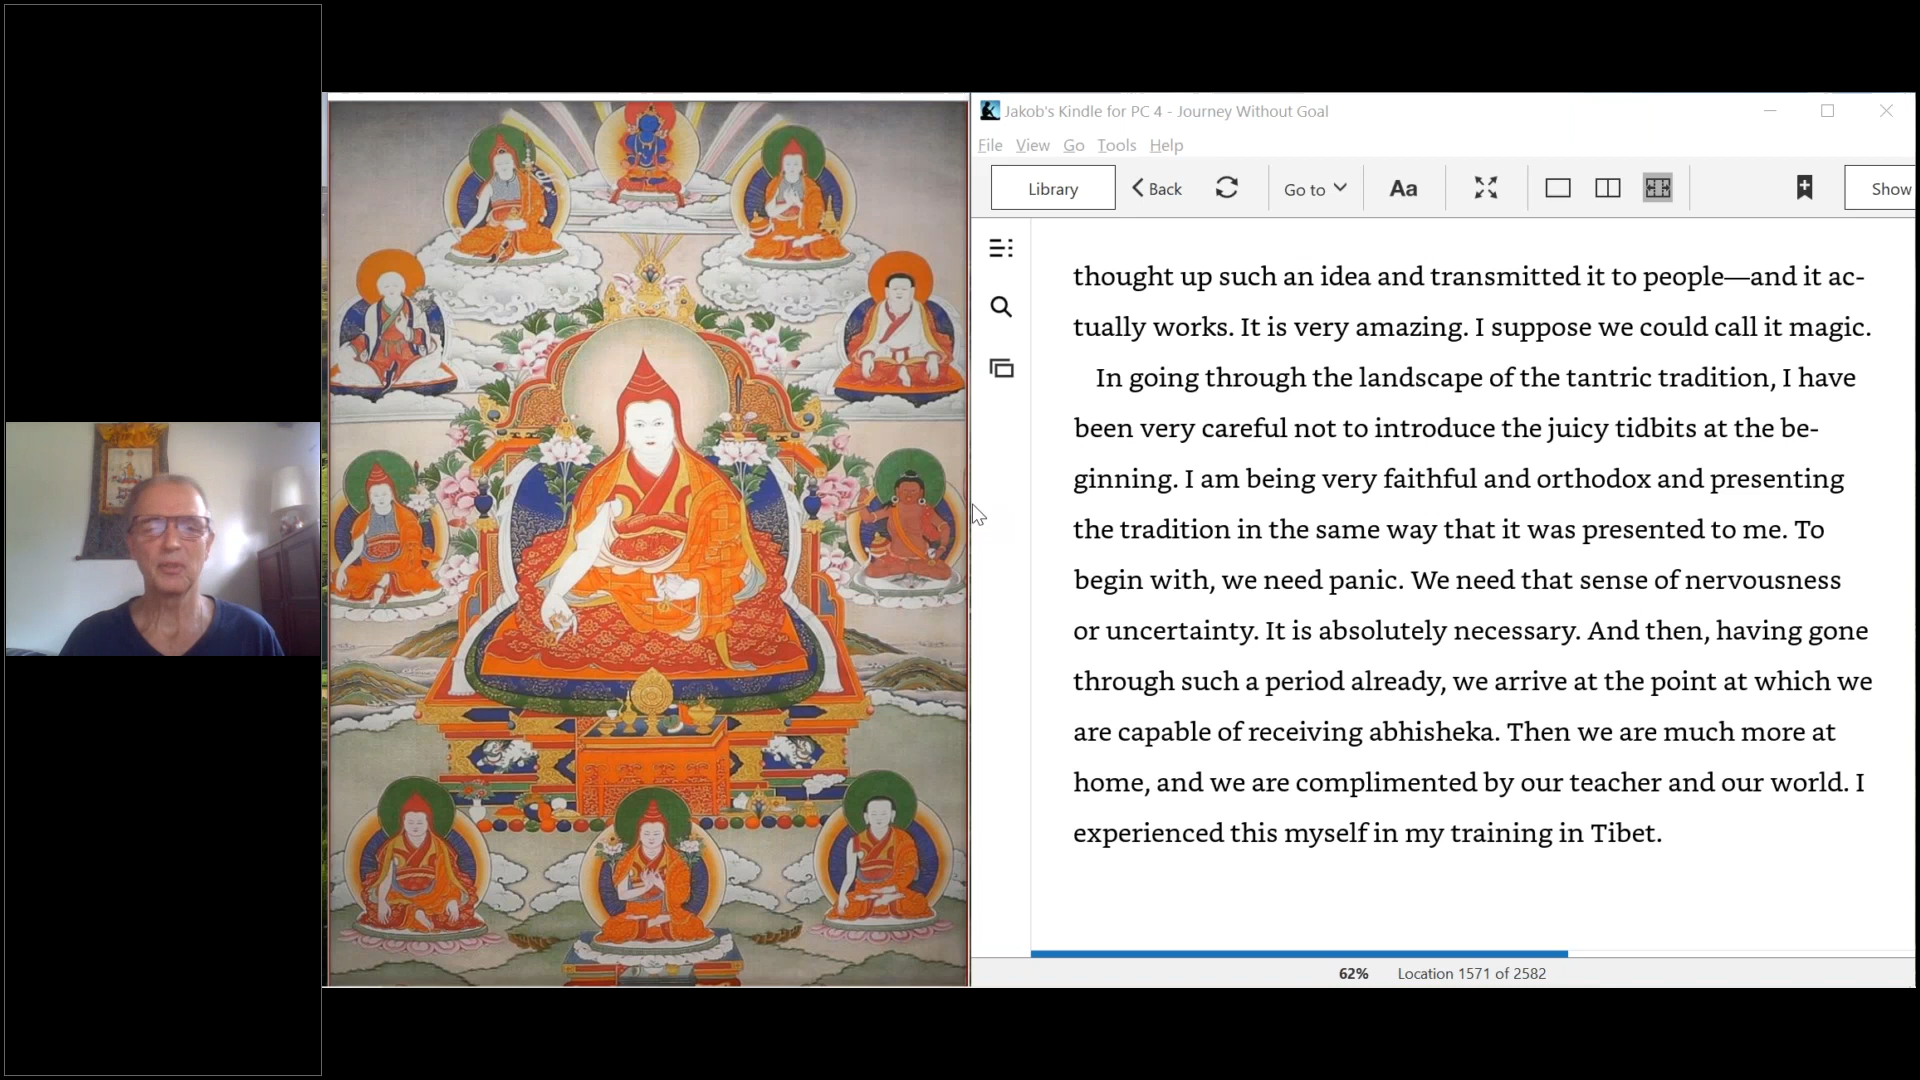 Jakob's Kindle for PC 4 - Journey Without Goal
File View Go Tools Help
Library Back Go to Aa Show
thought up such an idea and transmitted it to people—and it ac-
tually works. It is very amazing. I suppose we could call it magic.
In going through the landscape of the tantric tradition, I have
been very careful not to introduce the juicy tidbits at the be-
ginning. I am being very faithful and orthodox and presenting
the tradition in the same way that it was presented to me. To
begin with, we need panic. We need that sense of nervousness
or uncertainty. It is absolutely necessary. And then, having gone
through such a period already, we arrive at the point at which we
are capable of receiving abhisheka. Then we are much more at
home, and we are complimented by our teacher and our world. I
experienced this myself in my training in Tibet.
62% Location 1571 of 2582